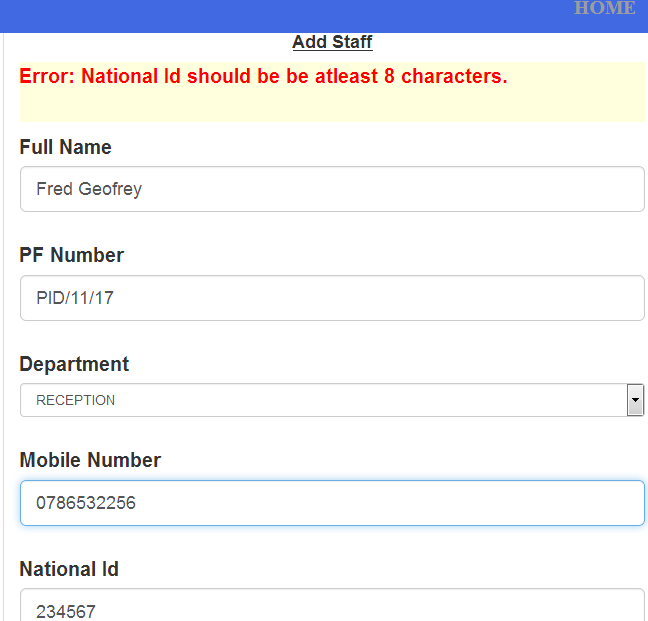 HOME
Add Staff
Error: National Id should be be atleast 8 characters.
Full Name
Fred Geofrey
PF Number
PID/11/17
Department
RECEPTION
Mobile Number
0786532256
National Id
234567